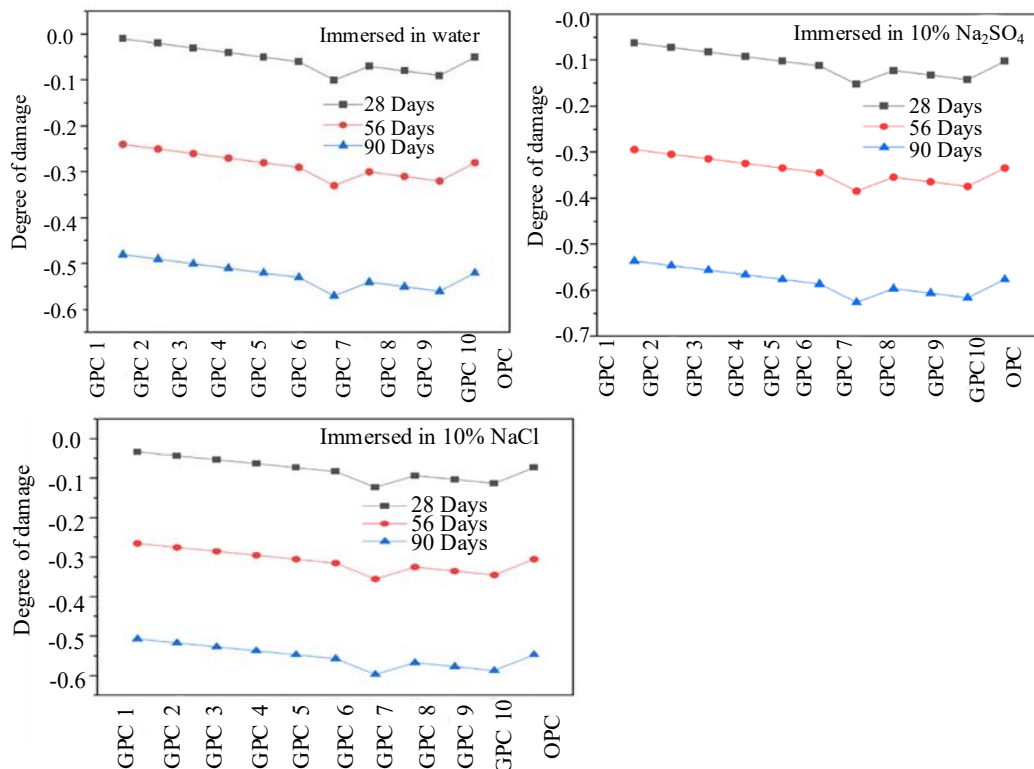 Immersed in water
Degree of damage
0.0
-0.1
-0.2
-0.3
-0.4
-0.5
-0.6
28 Days
56 Days
90 Days
GPC 1
GPC 2
GPC 3
GPC 4
GPC 5
GPC 6
GPC 7
GPC 8
GPC 9
GPC 10
OPC
Immersed in 10% Na₂SO₄
Degree of damage
-0.0
-0.1
-0.2
-0.3
-0.4
-0.5
-0.6
-0.7
28 Days
56 Days
90 Days
GPC 1
GPC 2
GPC 3
GPC 4
GPC 5
GPC 6
GPC 7
GPC 8
GPC 9
GPC10
OPC
Immersed in 10% NaCl
Degree of damage
0.0
-0.1
-0.2
-0.3
-0.4
-0.5
-0.6
28 Days
56 Days
90 Days
GPC 1
GPC 2
GPC 3
GPC 4
GPC 5
GPC 6
GPC 7
GPC 8
GPC 9
GPC 10
OPC